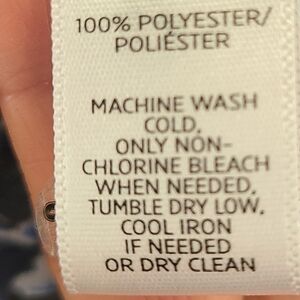 100% POLYESTER/
POLIÉSTER
MACHINE WASH
COLD,
ONLY NON-
CHLORINE BLEACH
WHEN NEEDED,
TUMBLE DRY LOW,
COOL IRON
IF NEEDED
OR DRY CLEAN